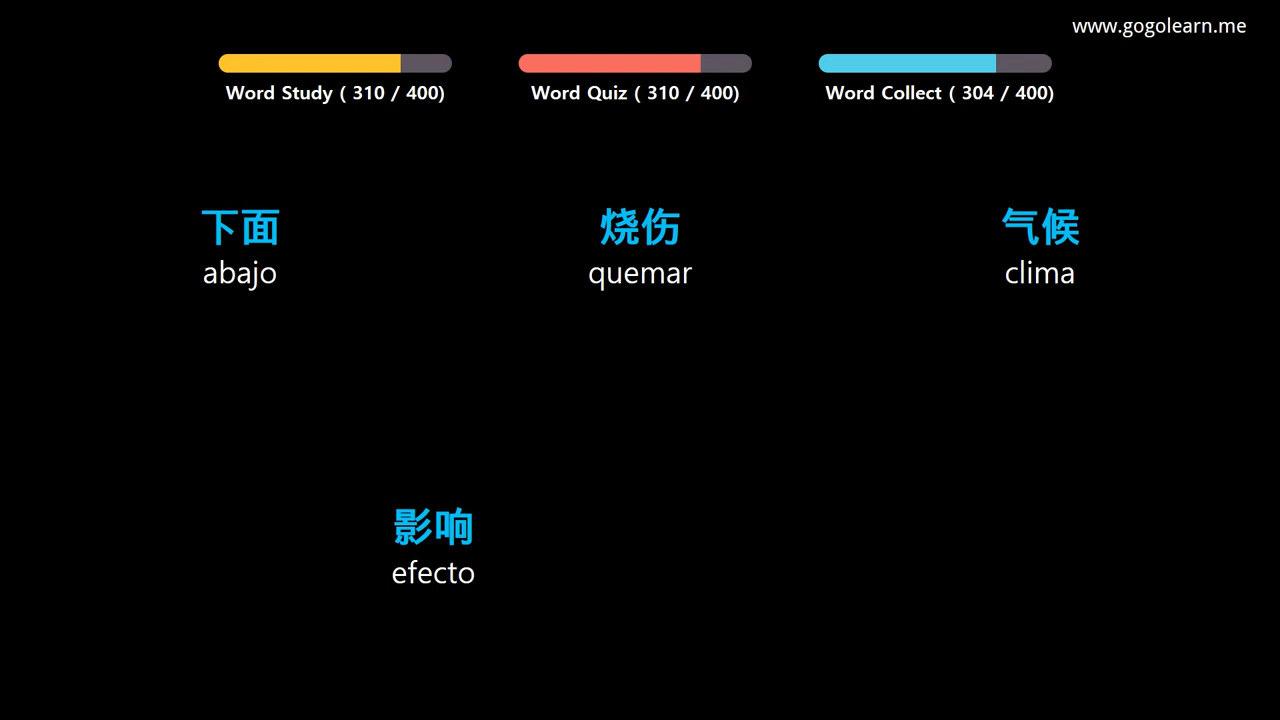 www.gogolearn.me
Word Study ( 310 / 400)
Word Quiz ( 310 / 400)
Word Collect ( 304 / 400)
下面
abajo
烧伤
quemar
气候
clima
影响
efecto